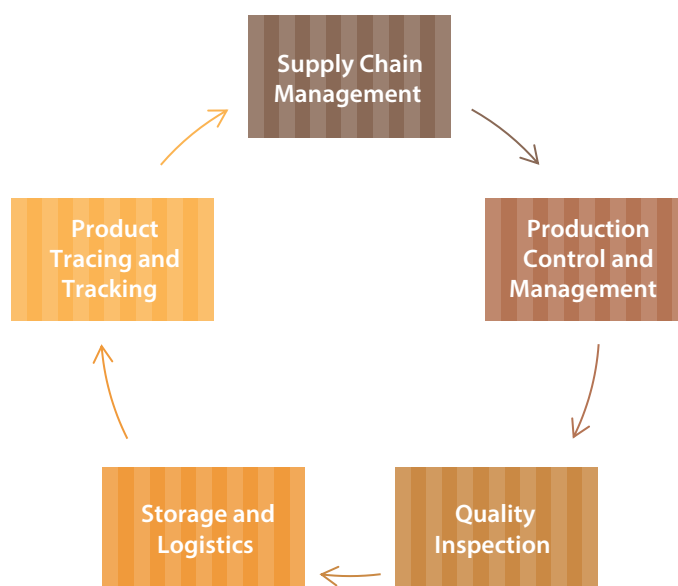 Supply Chain
Management
Production
Control and
Management
Quality
Inspection
Storage and
Logistics
Product
Tracing and
Tracking